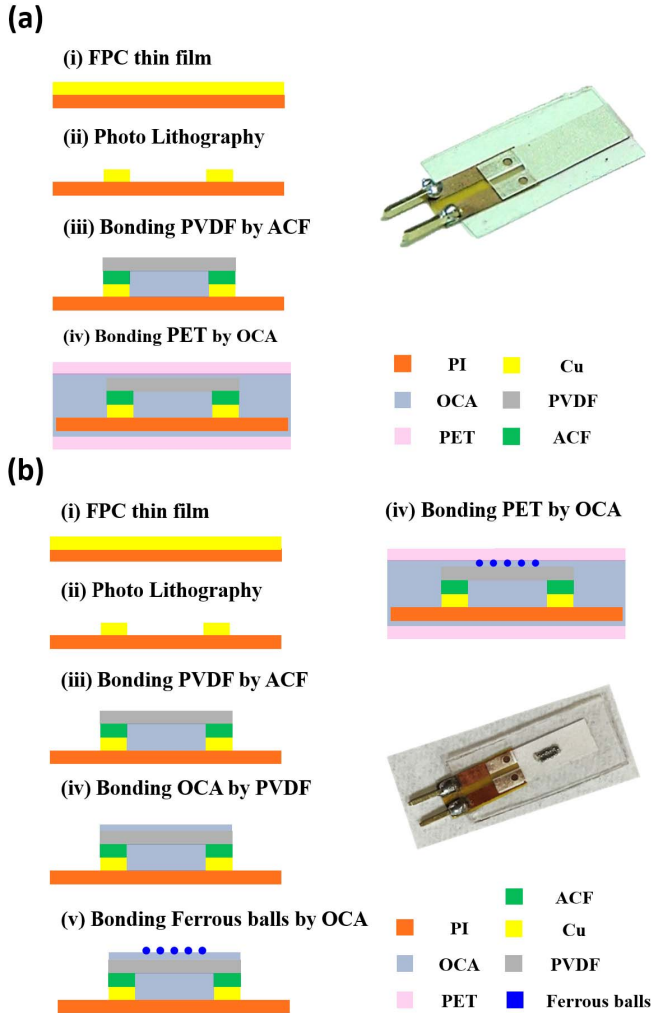 (a)
(i) FPC thin film
(ii) Photo Lithography
(iii) Bonding PVDF by ACF
(iv) Bonding PET by OCA
PI
Cu
OCA
PVDF
PET
ACF
(b)
(i) FPC thin film
(ii) Photo Lithography
(iii) Bonding PVDF by ACF
(iv) Bonding OCA by PVDF
(v) Bonding Ferrous balls by OCA
(iv) Bonding PET by OCA
ACF
PI
Cu
OCA
PVDF
PET
Ferrous balls